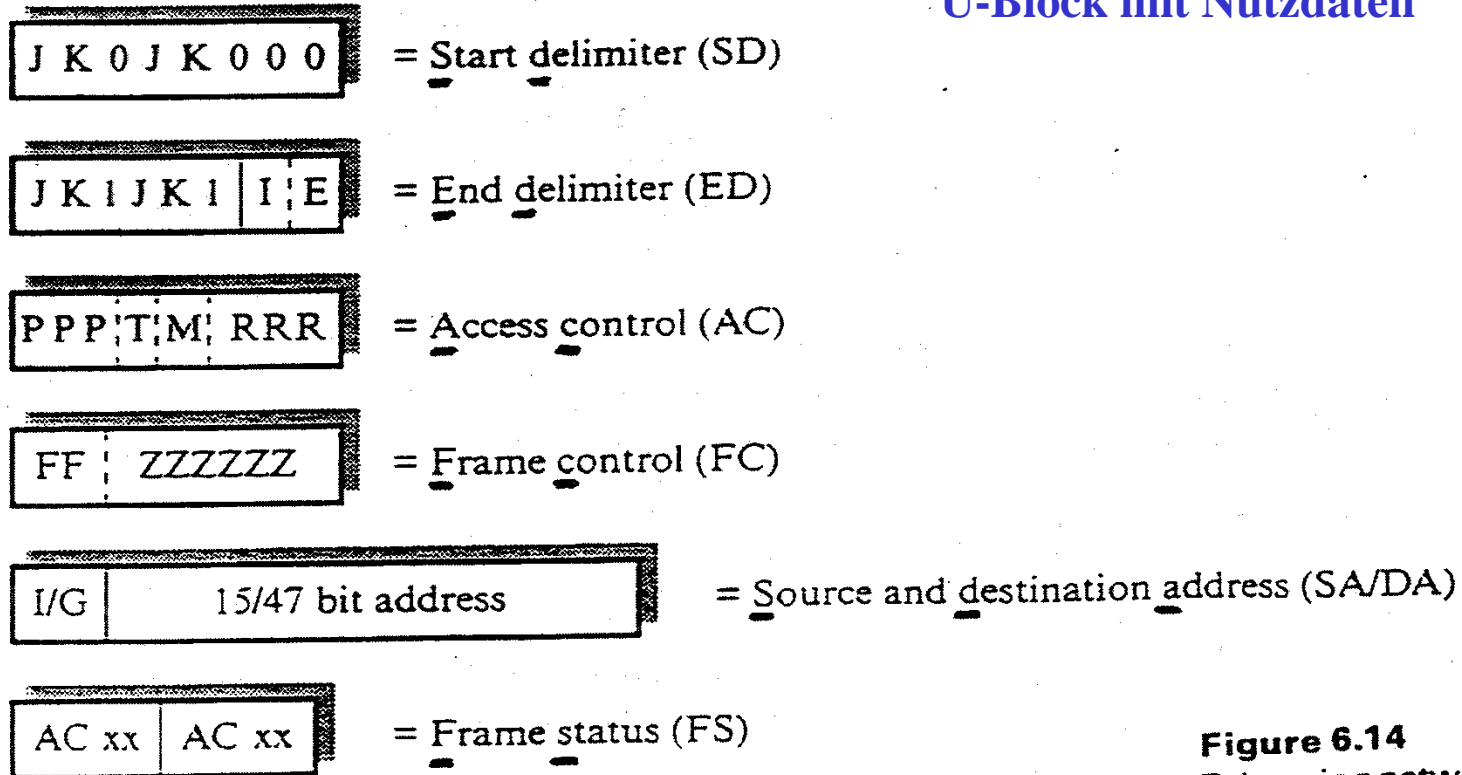 U-Block mit Nutzdaten
J K 0 J K 0 0 0 = Start delimiter (SD)
J K 1 J K 1 I E = End delimiter (ED)
P P P T M RRR = Access control (AC)
FF ZZZZZZ = Frame control (FC)
I/G 15/47 bit address = Source and destination address (SA/DA)
AC xx AC xx = Frame status (FS)
Figure 6.14